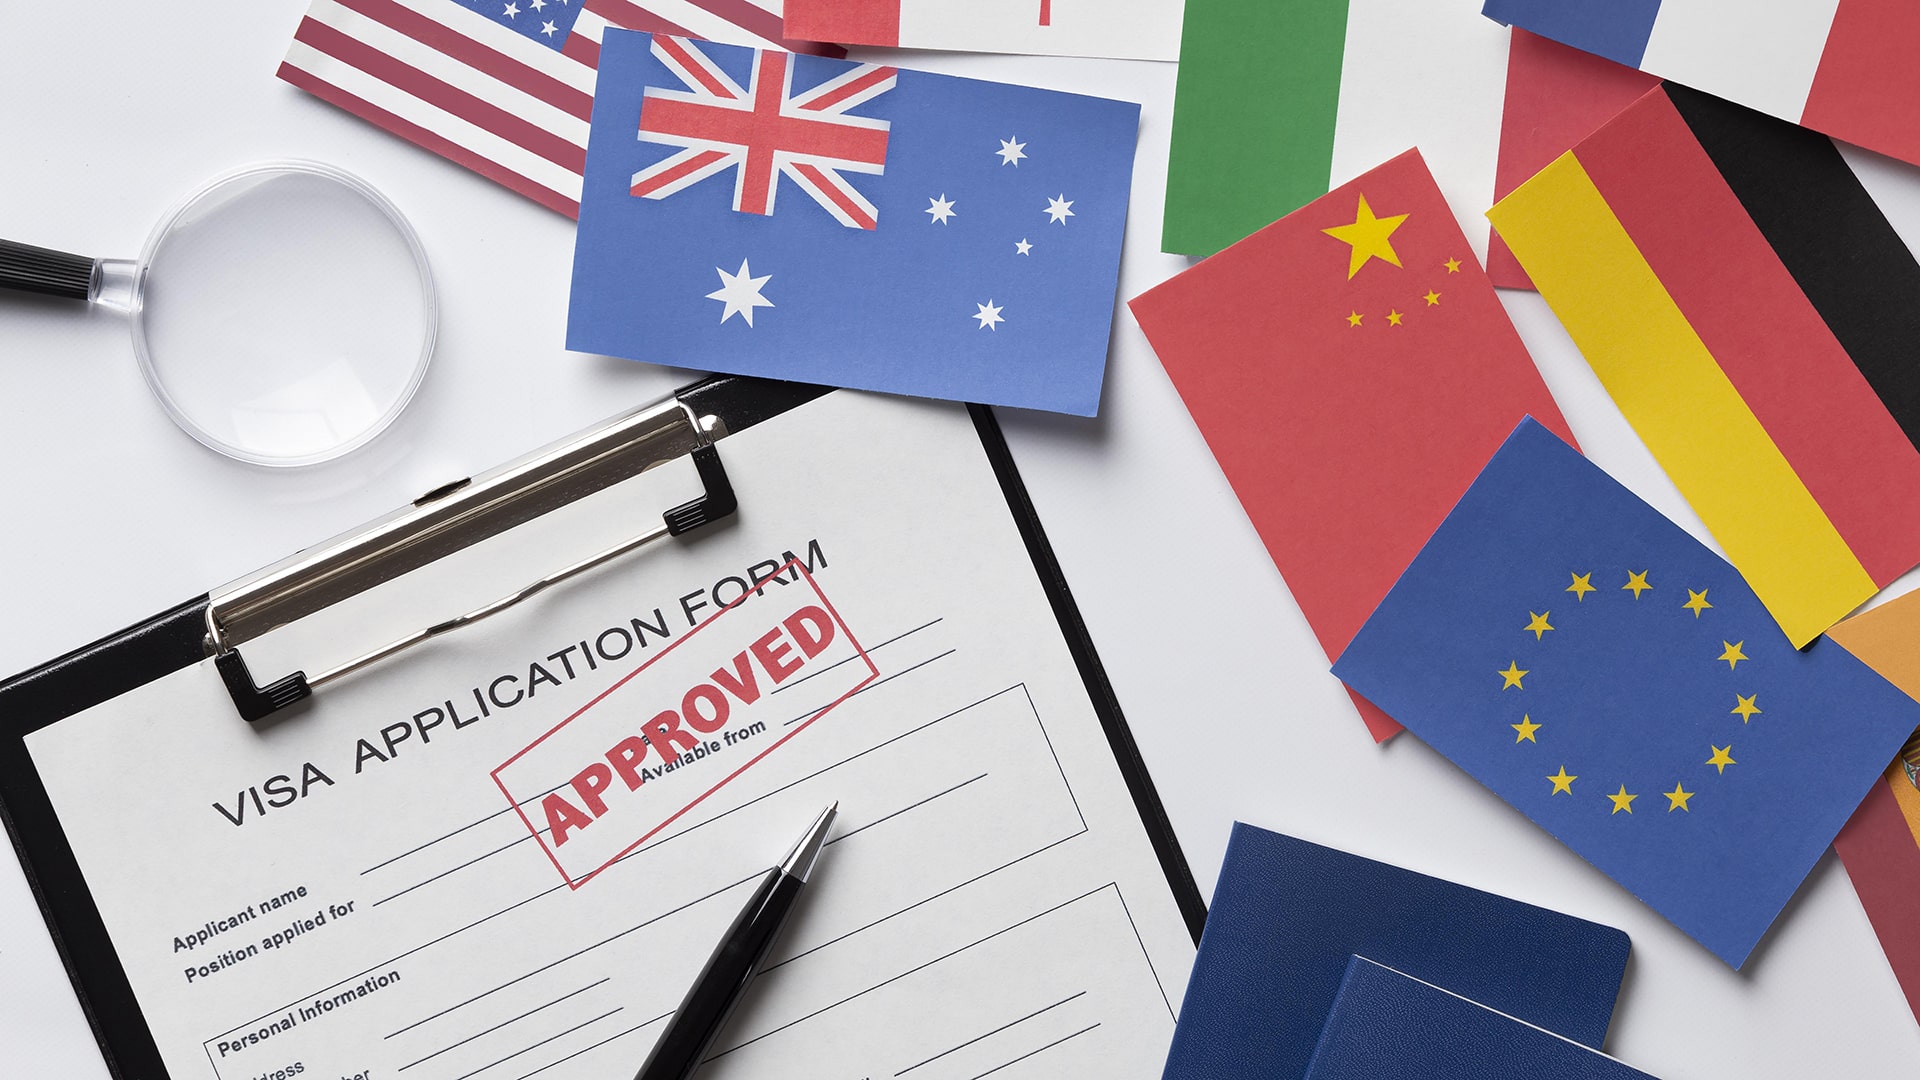 VISA APPLICATION FORM
APPROVED
Available from
Applicant name
Position applied for
Personal Information